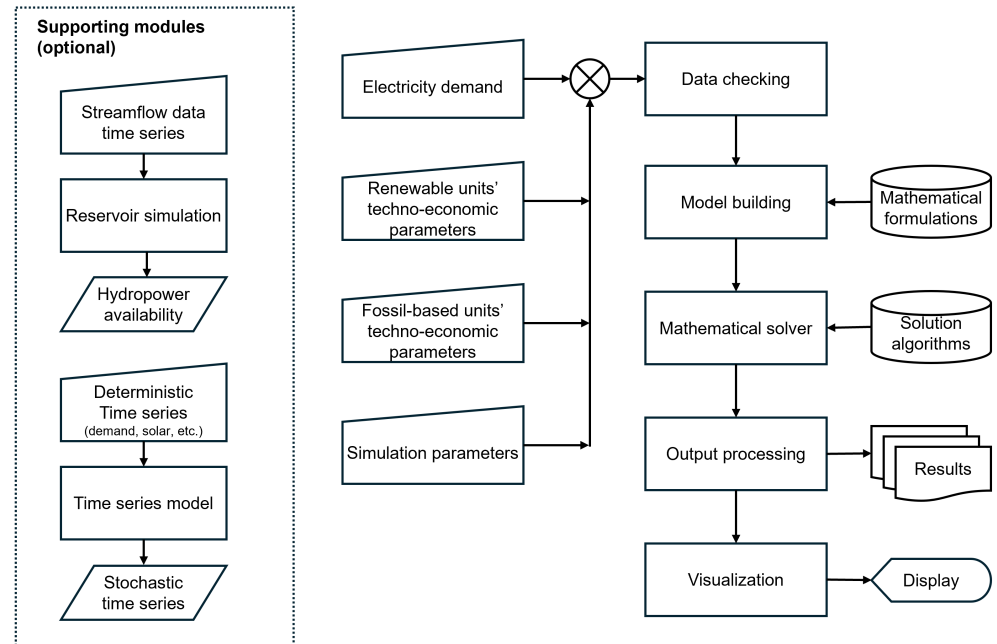 Supporting modules
(optional)
Streamflow data
time series
Reservoir simulation
Hydropower
availability
Deterministic
Time series
(demand, solar, etc.)
Time series model
Stochastic
time series
Electricity demand
Renewable units’
techno-economic
parameters
Fossil-based units’
techno-economic
parameters
Simulation parameters
Data checking
Model building
Mathematical
formulations
Mathematical solver
Solution
algorithms
Output processing
Results
Visualization
Display